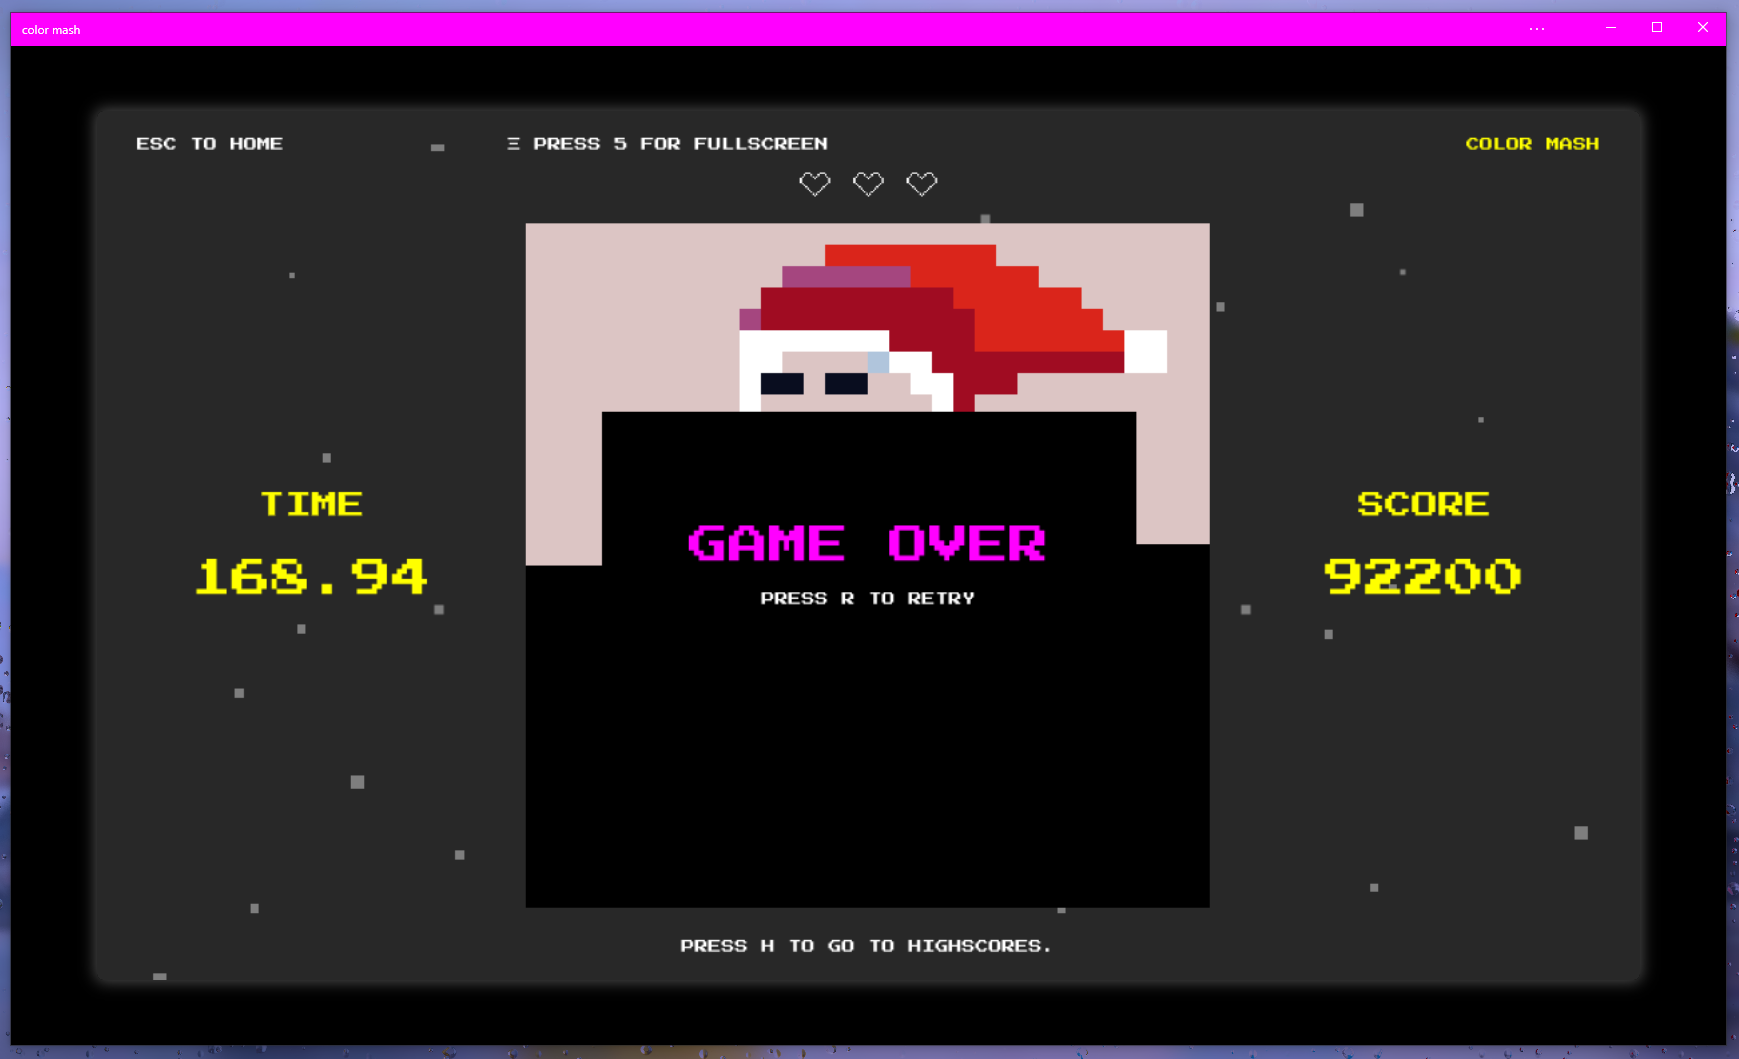 color mash
ESC TO HOME
Ξ PRESS 5 FOR FULLSCREEN
COLOR MASH
TIME
168.94
SCORE
92200
GAME OVER
PRESS R TO RETRY
PRESS H TO GO TO HIGHSCORES.